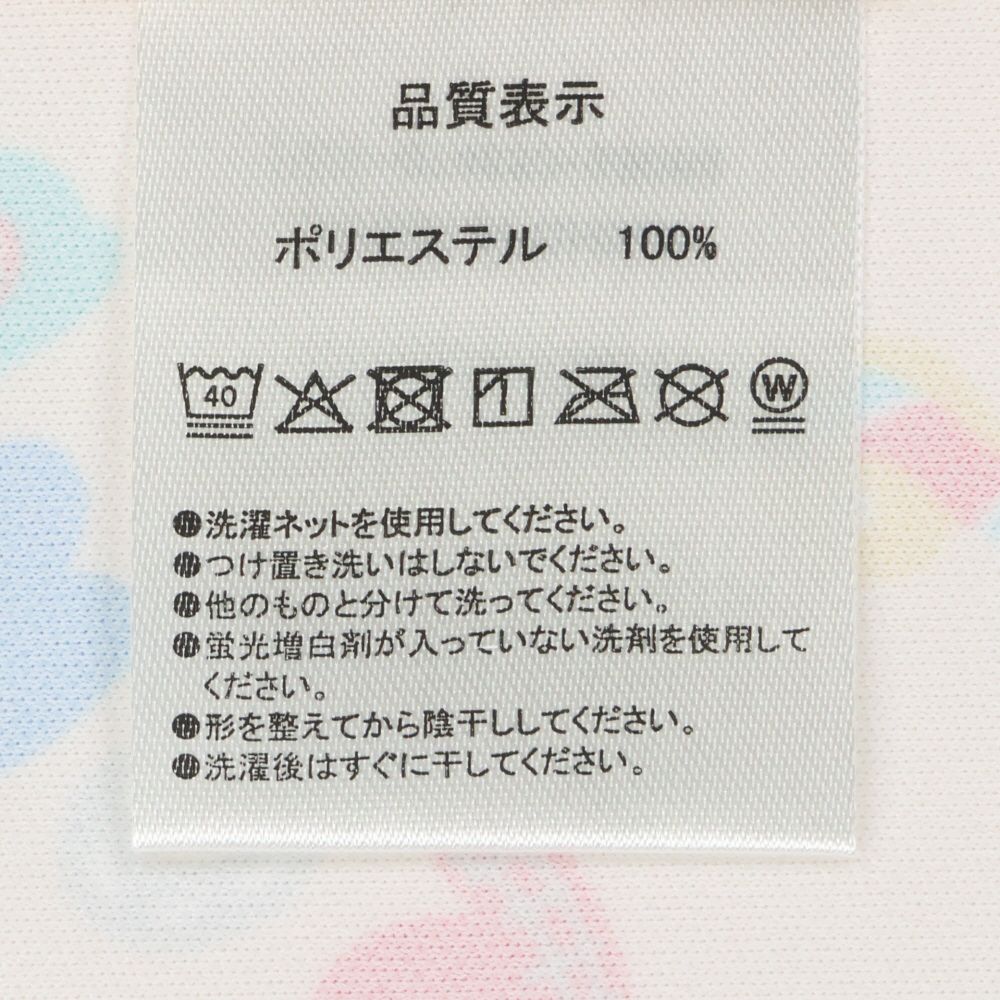 品質表示
ポリエステル 100%
40 W
●洗濯ネットを使用してください。
●つけ置き洗いはしないでください。
●他のものと分けて洗ってください。
●蛍光増白剤が入っていない洗剤を使用して
ください。
●形を整えてから陰干ししてください。
●洗濯後はすぐに干してください。